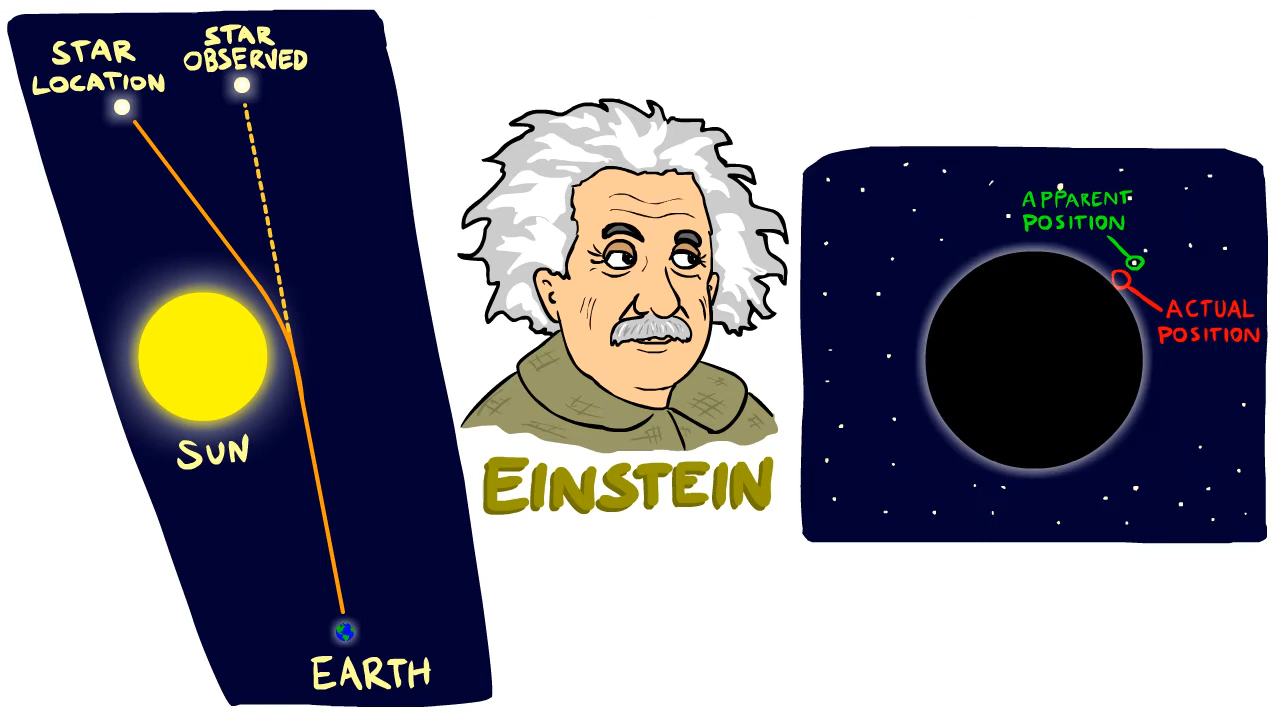 STAR
LOCATION
STAR
OBSERVED
SUN
EARTH
EINSTEIN
APPARENT
POSITION
ACTUAL
POSITION